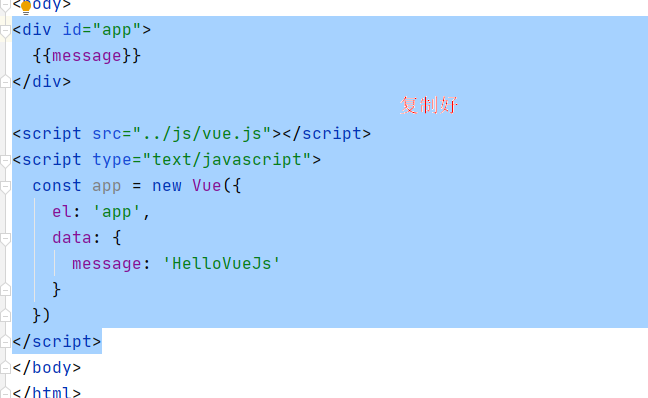 <body>
<div id="app">
  {{message}}
</div>
复制好
<script src="../js/vue.js"></script>
<script type="text/javascript">
  const app = new Vue({
    el: 'app',
    data: {
      message: 'HelloVueJs'
    }
  })
</script>
</body>
</html>